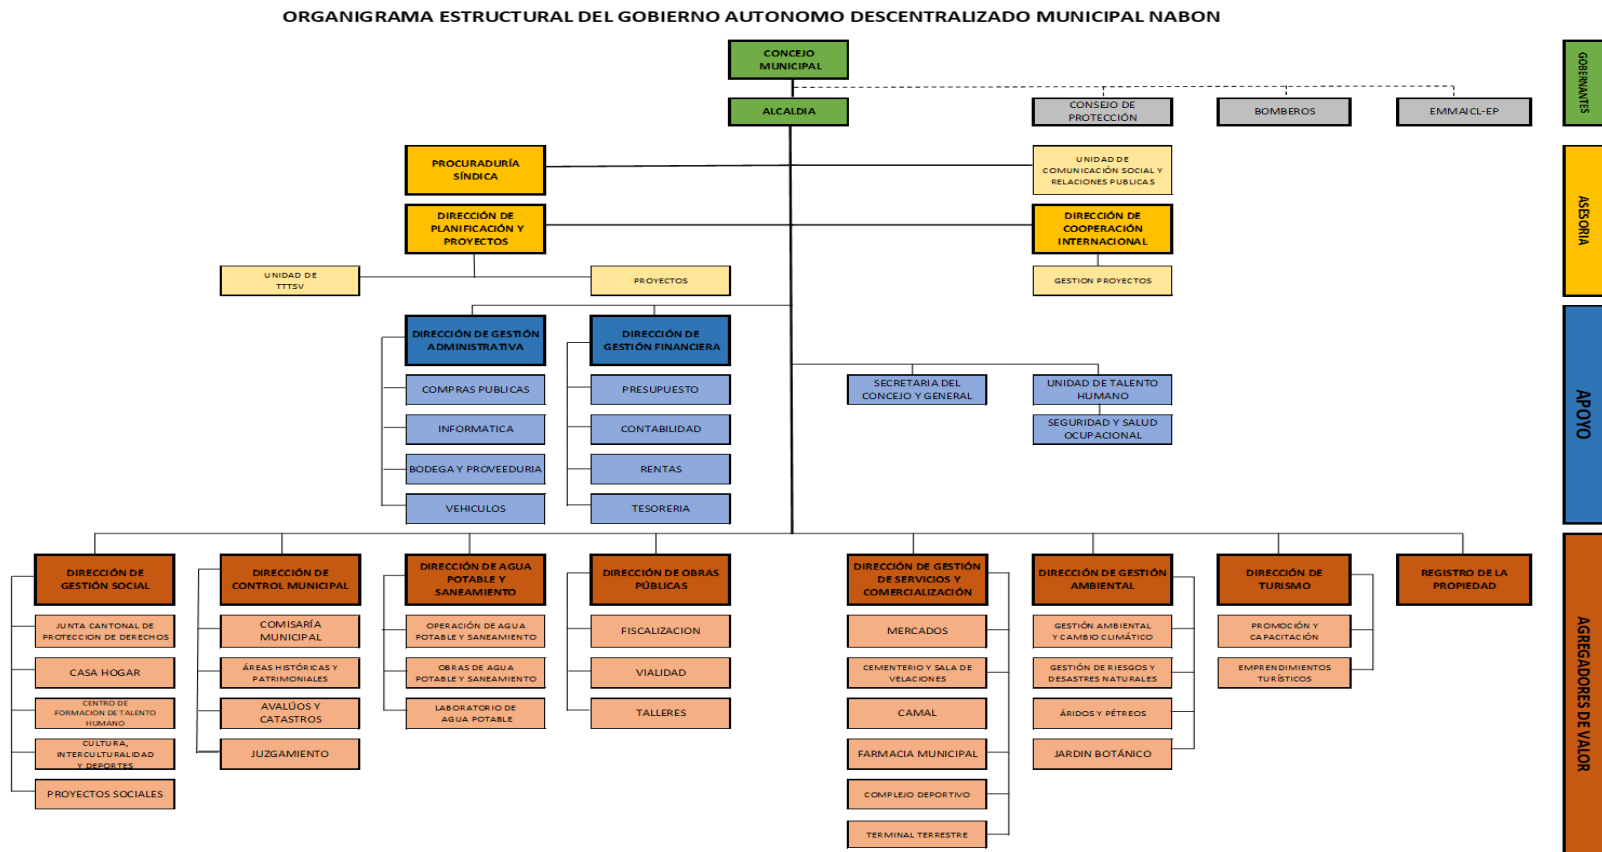 ORGANIGRAMA ESTRUCTURAL DEL GOBIERNO AUTONOMO DESCENTRALIZADO MUNICIPAL NABON
CONCEJO
MUNICIPAL
GOBERNANTES
ALCALDIA
CONSEJO DE
PROTECCIÓN
BOMBEROS
EMMAICL-EP
PROCURADURÍA
SÍNDICA
UNIDAD DE
COMUNICACIÓN SOCIAL Y
RELACIONES PUBLICAS
ASESORIA
DIRECCIÓN DE
PLANIFICACIÓN Y
PROYECTOS
DIRECCIÓN DE
COOPERACIÓN
INTERNACIONAL
UNIDAD DE
TTTSV
PROYECTOS
GESTION PROYECTOS
DIRECCIÓN DE GESTIÓN
ADMINISTRATIVA
DIRECCIÓN DE
GESTIÓN FINANCIERA
APOYO
COMPRAS PUBLICAS
PRESUPUESTO
SECRETARIA DEL
CONCEJO Y GENERAL
UNIDAD DE TALENTO
HUMANO
INFORMATICA
CONTABILIDAD
SEGURIDAD Y SALUD
OCUPACIONAL
BODEGA Y PROVEEDURIA
RENTAS
VEHICULOS
TESORERIA
DIRECCIÓN DE
GESTIÓN SOCIAL
DIRECCIÓN DE
CONTROL MUNICIPAL
DIRECCIÓN DE AGUA
POTABLE Y
SANEAMIENTO
DIRECCIÓN DE OBRAS
PÚBLICAS
DIRECCIÓN DE GESTIÓN
DE SERVICIOS Y
COMERCIALIZACIÓN
DIRECCIÓN DE GESTIÓN
AMBIENTAL
DIRECCIÓN DE
TURISMO
REGISTRO DE LA
PROPIEDAD
AGREGADORES DE VALOR
JUNTA CANTONAL DE
PROTECCION DE DERECHOS
COMISARÍA
MUNICIPAL
OPERACIÓN DE AGUA
POTABLE Y SANEAMIENTO
FISCALIZACION
MERCADOS
GESTIÓN AMBIENTAL
Y CAMBIO CLIMÁTICO
PROMOCIÓN Y
CAPACITACIÓN
CASA HOGAR
ÁREAS HISTÓRICAS Y
PATRIMONIALES
OBRAS DE AGUA
POTABLE Y SANEAMIENTO
VIALIDAD
CEMENTERIO Y SALA DE
VELACIONES
GESTIÓN DE RIESGOS Y
DESASTRES NATURALES
EMPRENDIMIENTOS
TURÍSTICOS
CENTRO DE
FORMACION DE TALENTO
HUMANO
AVALÚOS Y
CATASTROS
LABORATORIO DE
AGUA POTABLE
TALLERES
CAMAL
ÁRIDOS Y PÉTREOS
CULTURA,
INTERCULTURALIDAD
Y DEPORTES
JUZGAMIENTO
FARMACIA MUNICIPAL
JARDIN BOTÁNICO
PROYECTOS SOCIALES
COMPLEJO DEPORTIVO
TERMINAL TERRESTRE